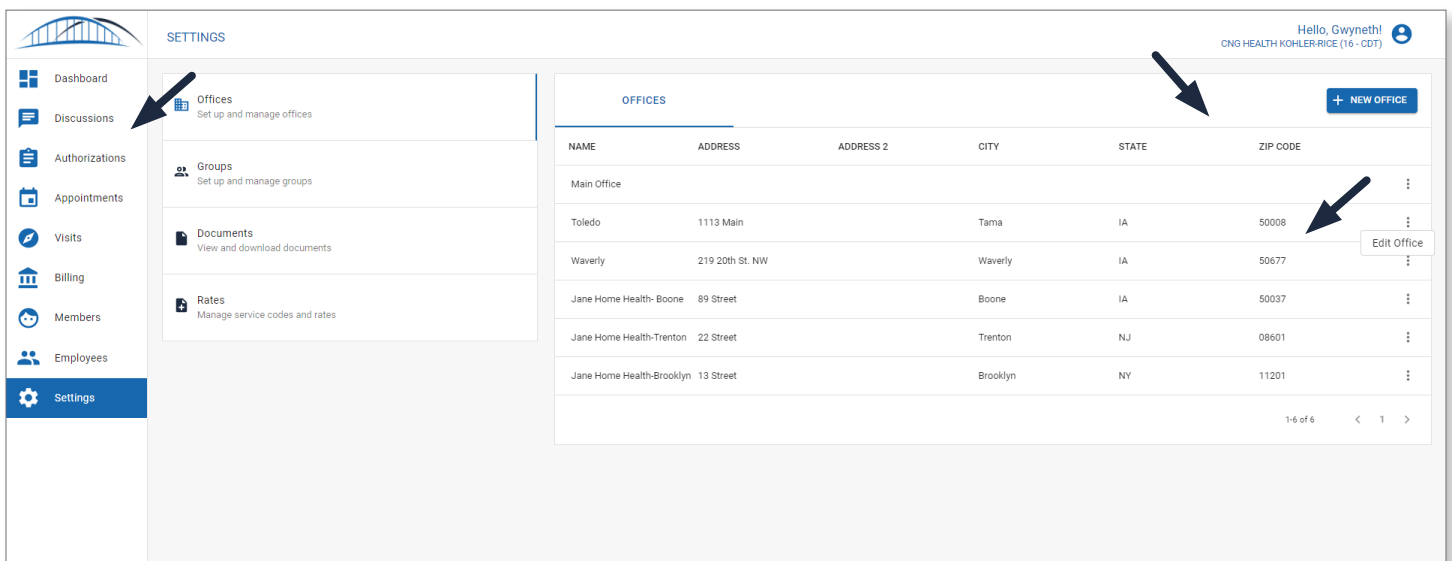 SETTINGS
Hello, Gwyneth!
CNG HEALTH KOHLER-RICE (16 - CDT)
Dashboard
Discussions
Authorizations
Appointments
Visits
Billing
Members
Employees
Settings
Offices
Set up and manage offices
Groups
Set up and manage groups
Documents
View and download documents
Rates
Manage service codes and rates
OFFICES
+ NEW OFFICE
NAME ADDRESS ADDRESS 2 CITY STATE ZIP CODE
Main Office
Toledo 1113 Main Tama IA 50008
Edit Office
Waverly 219 20th St. NW Waverly IA 50677
Jane Home Health- Boone 89 Street Boone IA 50037
Jane Home Health-Trenton 22 Street Trenton NJ 08601
Jane Home Health-Brooklyn 13 Street Brooklyn NY 11201
1-6 of 6 < 1 >